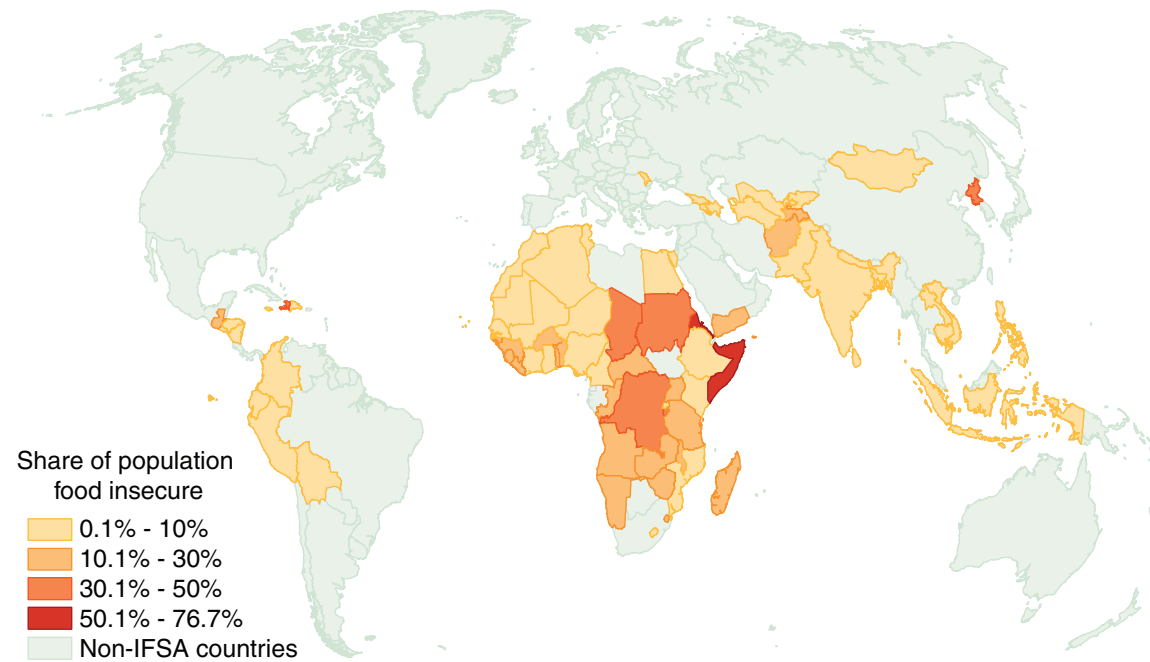 Share of population
food insecure
0.1% - 10%
10.1% - 30%
30.1% - 50%
50.1% - 76.7%
Non-IFSA countries